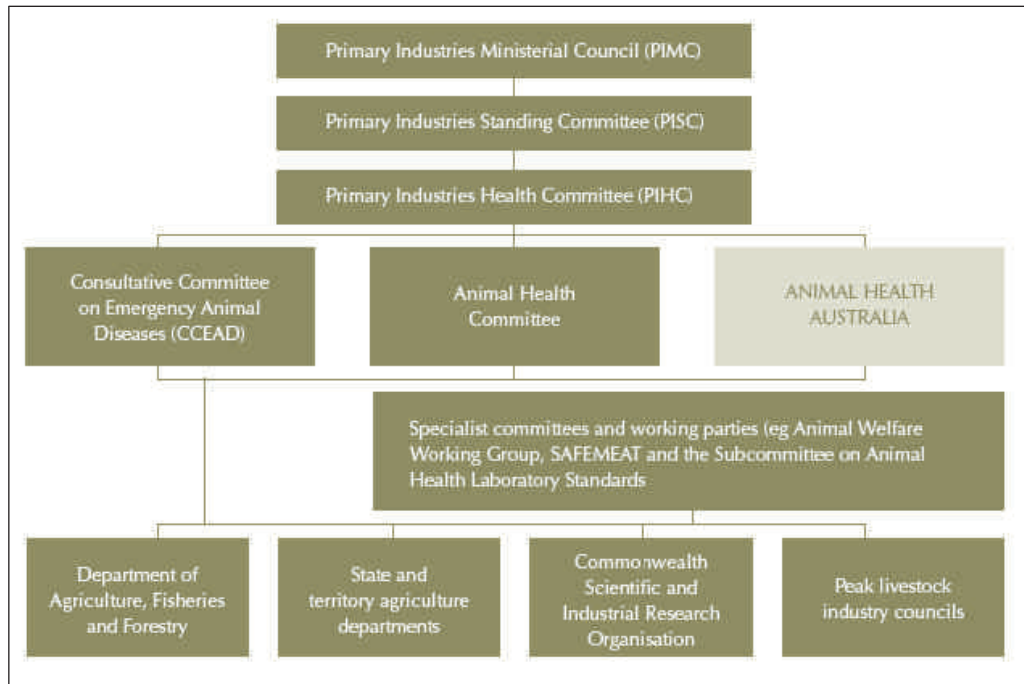 Primary Industries Ministerial Council (PIMC)
Primary Industries Standing Committee (PISC)
Primary Industries Health Committee (PIHC)
Consultative Committee
on Emergency Animal
Diseases (CCEAD)
Animal Health
Committee
ANIMAL HEALTH
AUSTRALIA
Specialist committees and working parties (eg Animal Welfare
Working Group, SAFEMEAT and the Subcommittee on Animal
Health Laboratory Standards
Department of
Agriculture, Fisheries
and Forestry
State and
territory agriculture
departments
Commonwealth
Scientific and
Industrial Research
Organisation
Peak livestock
industry councils